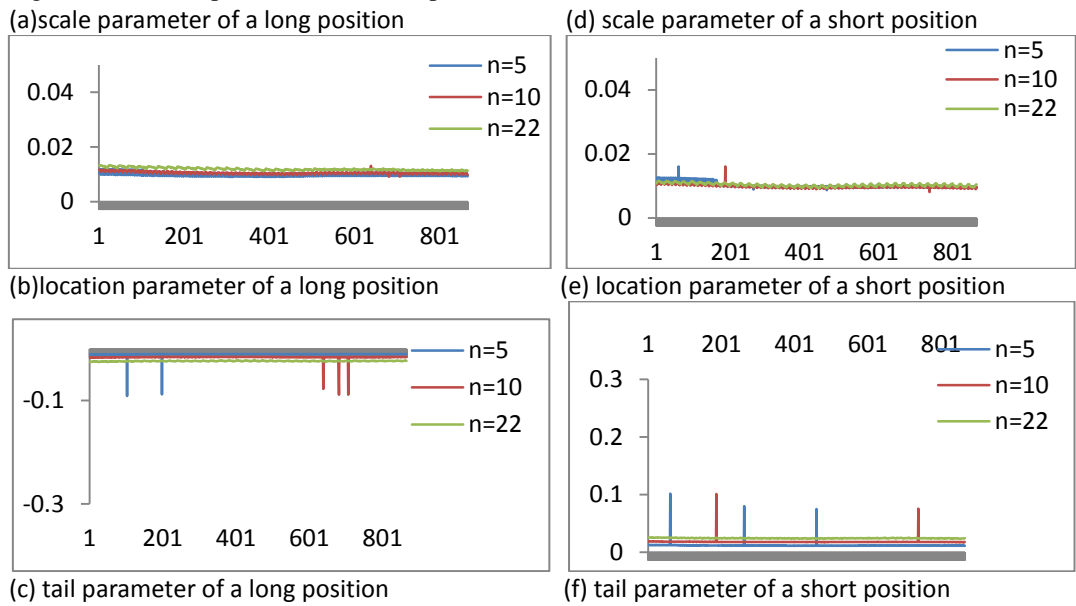 (a)scale parameter of a long position
0.04
0.02
0
1 201 401 601 801
n=5
n=10
n=22
(d) scale parameter of a short position
0.04
0.02
0
1 201 401 601 801
n=5
n=10
n=22
(b)location parameter of a long position
-0.1
-0.3
1 201 401 601 801
n=5
n=10
n=22
(e) location parameter of a short position
1 201 401 601 801
0.3
0.2
0.1
0
n=5
n=10
n=22
(c) tail parameter of a long position
(f) tail parameter of a short position